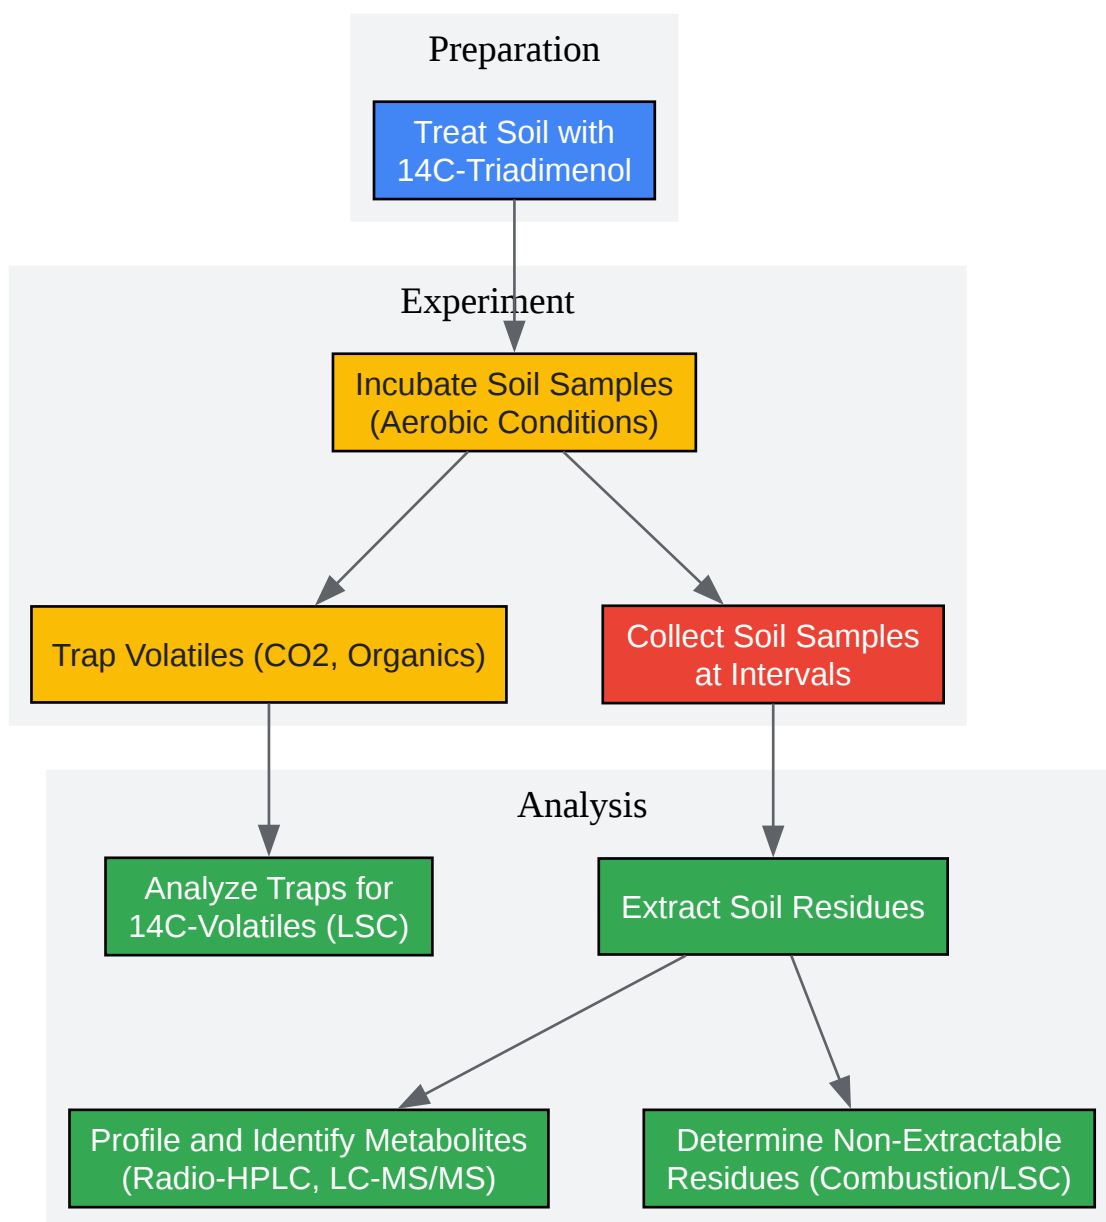 Preparation
Treat Soil with
14C-Triadimenol
Experiment
Incubate Soil Samples
(Aerobic Conditions)
Trap Volatiles (CO2, Organics)
Collect Soil Samples
at Intervals
Analysis
Analyze Traps for
14C-Volatiles (LSC)
Extract Soil Residues
Profile and Identify Metabolites
(Radio-HPLC, LC-MS/MS)
Determine Non-Extractable
Residues (Combustion/LSC)